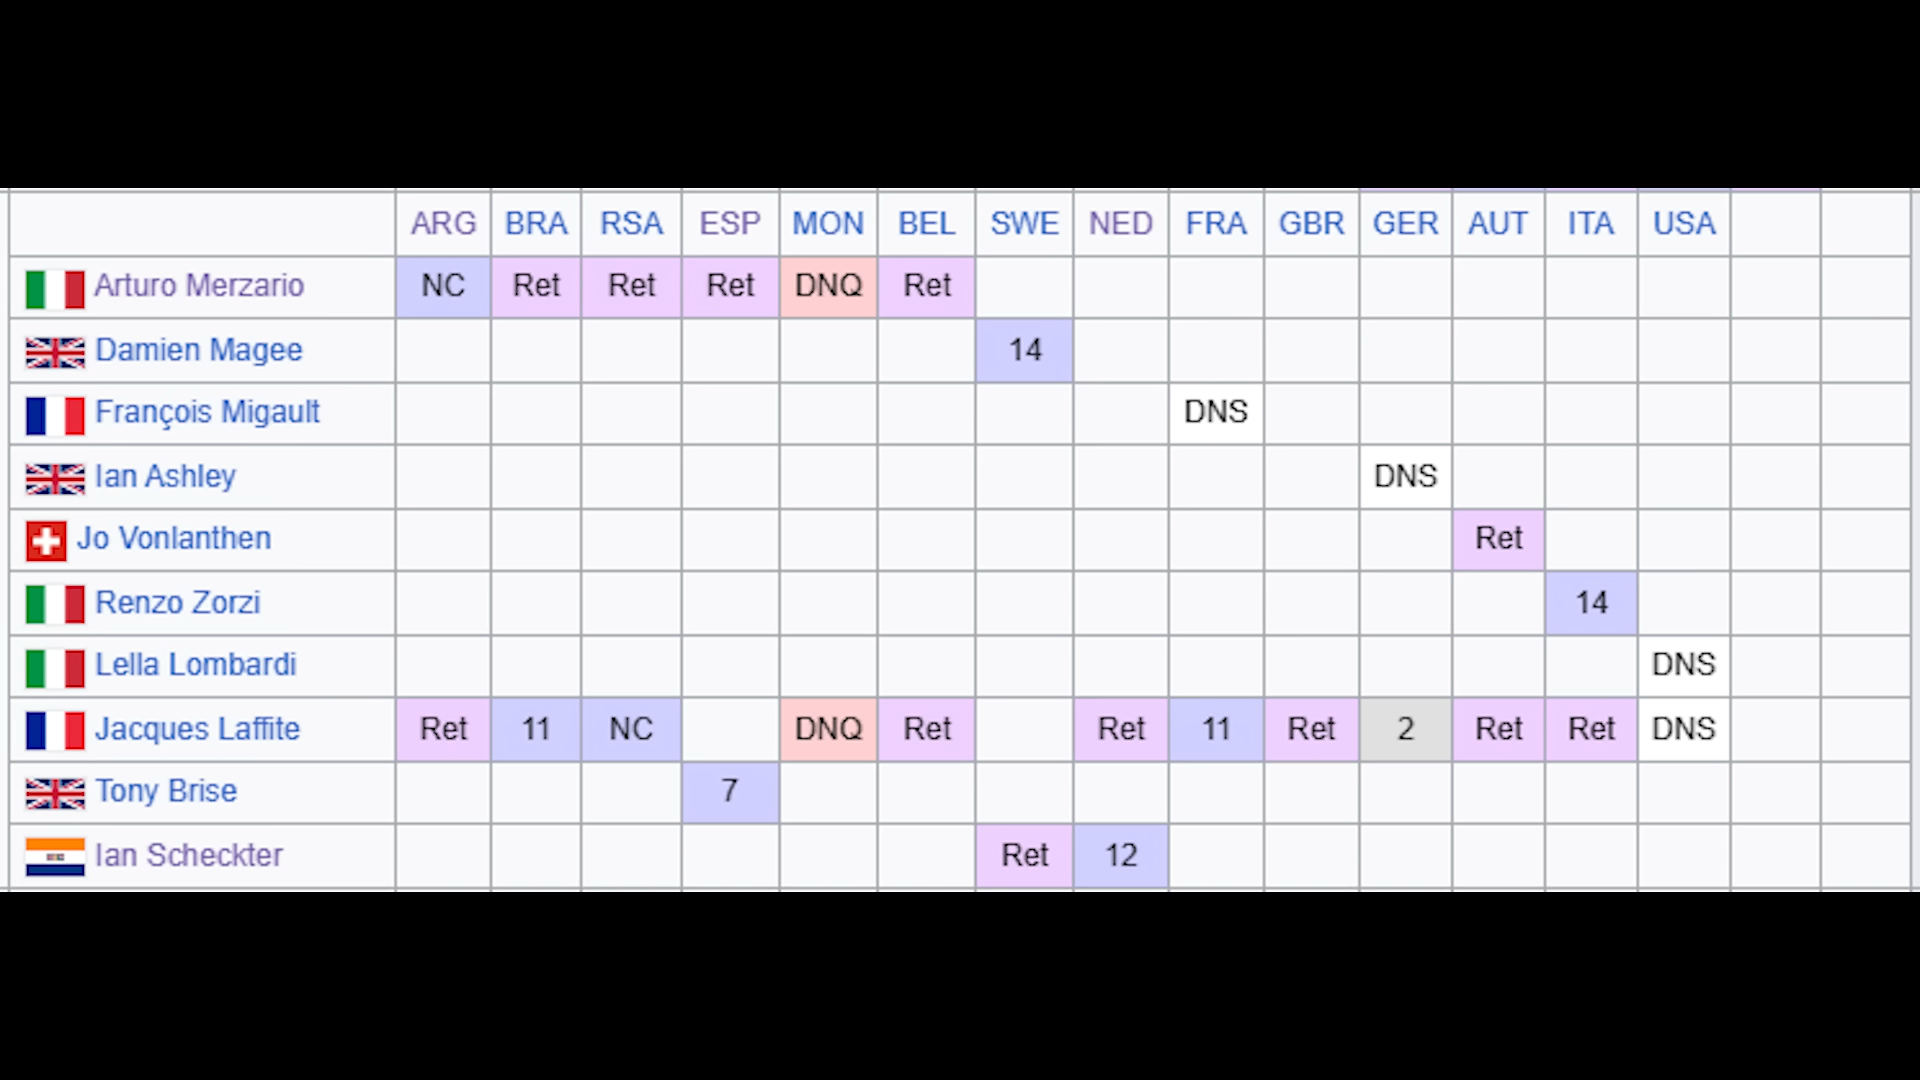 ARG BRA RSA ESP MON BEL SWE NED FRA GBR GER AUT ITA USA
Arturo Merzario NC Ret Ret Ret DNQ Ret
Damien Magee 14
François Migault DNS
Ian Ashley DNS
Jo Vonlanthen Ret
Renzo Zorzi 14
Lella Lombardi DNS
Jacques Laffite Ret 11 NC DNQ Ret Ret 11 Ret 2 Ret Ret DNS
Tony Brise 7
Ian Scheckter Ret 12